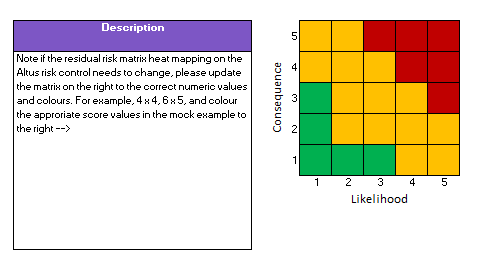 Description
Note if the residual risk matrix heat mapping on the
Altus risk control needs to change, please update
the matrix on the right to the correct numeric values
and colours. For example, 4 x 4, 6 x 5, and colour
the approriate score values in the mock example to
the right -->
Consequence
5
4
3
2
1
1 2 3 4 5
Likelihood